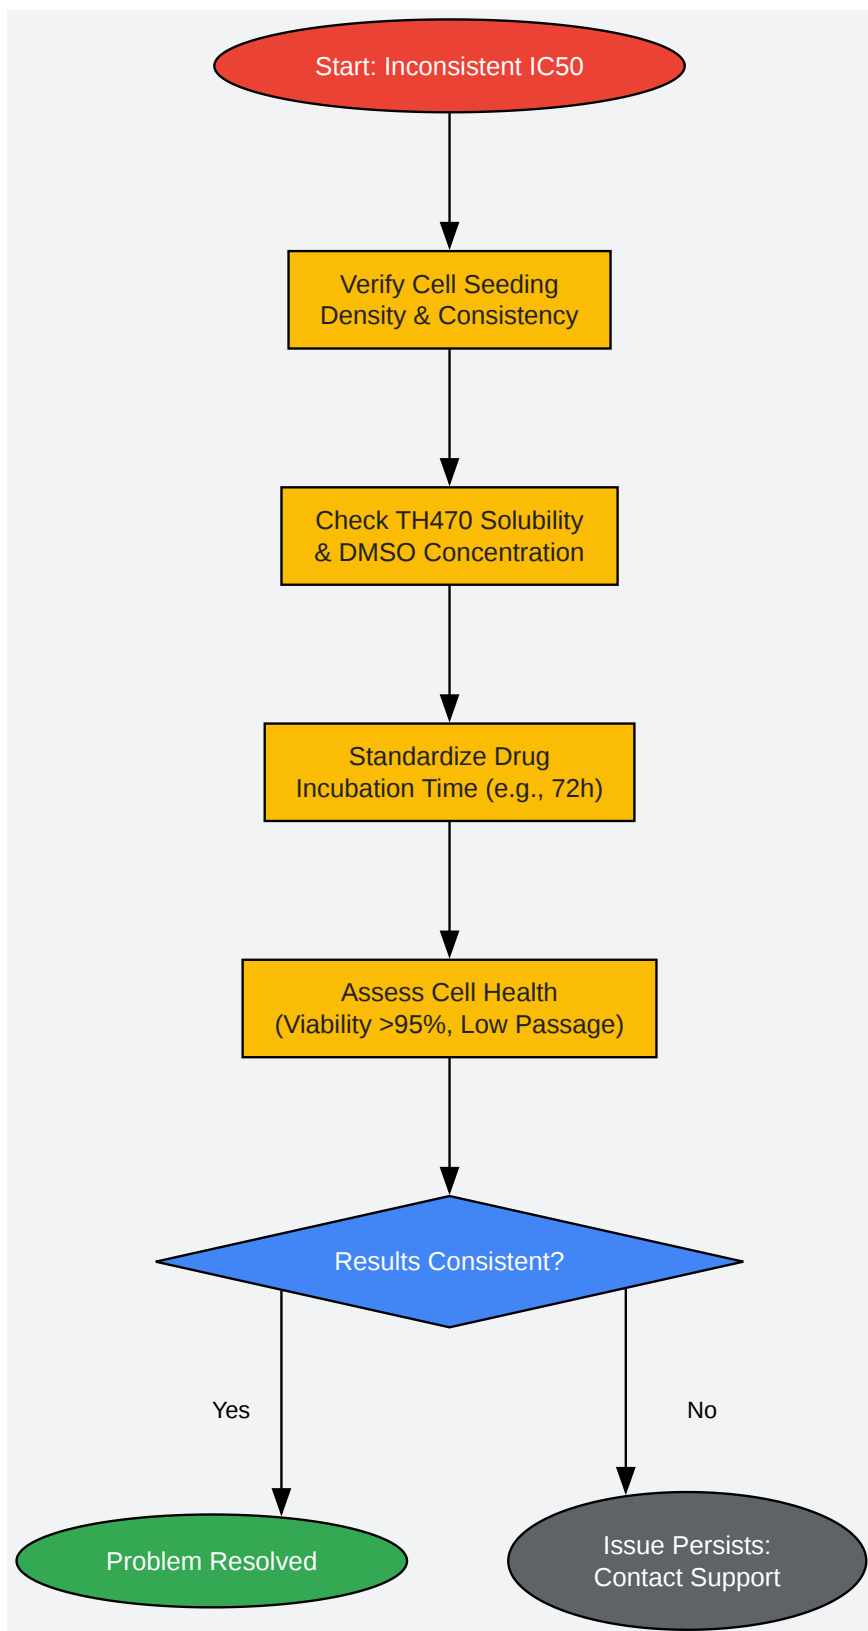 Start: Inconsistent IC50
Verify Cell Seeding
Density & Consistency
Check TH470 Solubility
& DMSO Concentration
Standardize Drug
Incubation Time (e.g., 72h)
Assess Cell Health
(Viability >95%, Low Passage)
Results Consistent?
Yes
No
Problem Resolved
Issue Persists:
Contact Support